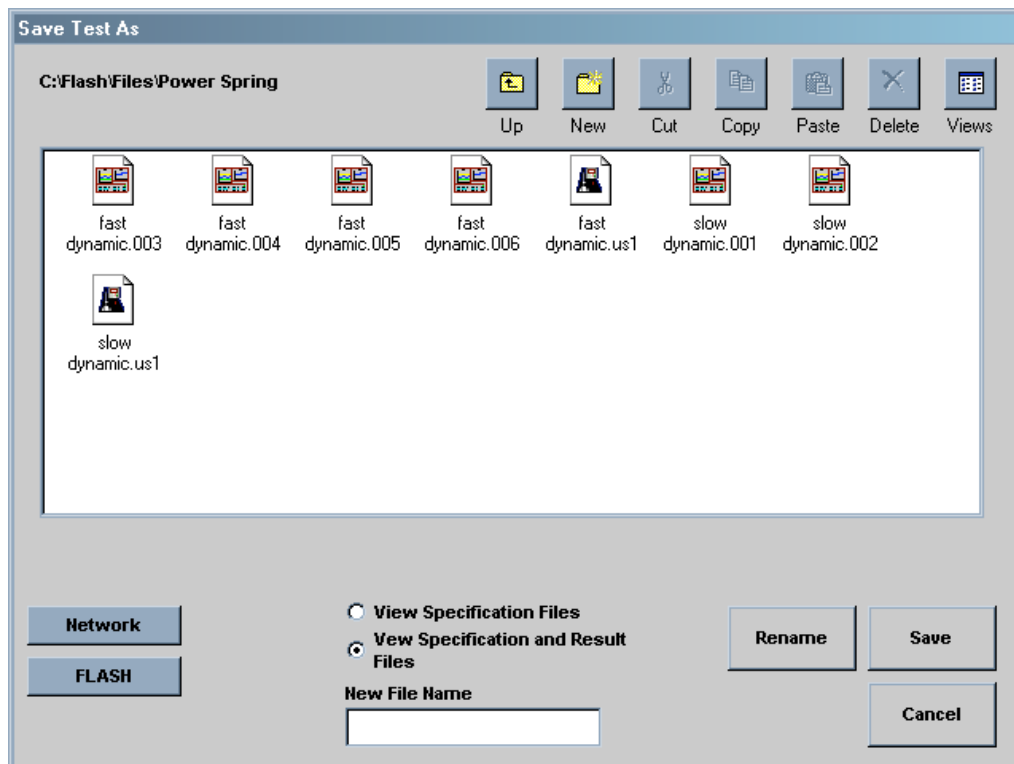 Save Test As
C:\Flash\Files\Power Spring
Up New Cut Copy Paste Delete Views
fast dynamic.003
fast dynamic.004
fast dynamic.005
fast dynamic.006
fast dynamic.us1
slow dynamic.001
slow dynamic.002
slow dynamic.us1
Network
FLASH
View Specification Files
Vew Specification and Result
Files
New File Name
Rename
Save
Cancel